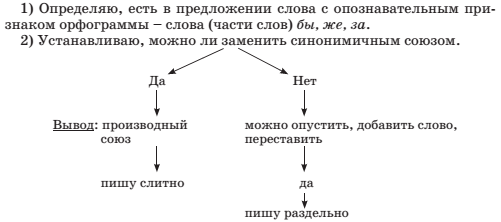 1) Определяю, есть в предложении слова с опознавательным при-
знаком орфограммы – слова (части слов) бы, же, за.
2) Устанавливаю, можно ли заменить синонимичным союзом.
Да
Нет
Вывод: производный
союз
можно опустить, добавить слово,
переставить
пишу слитно
да
пишу раздельно